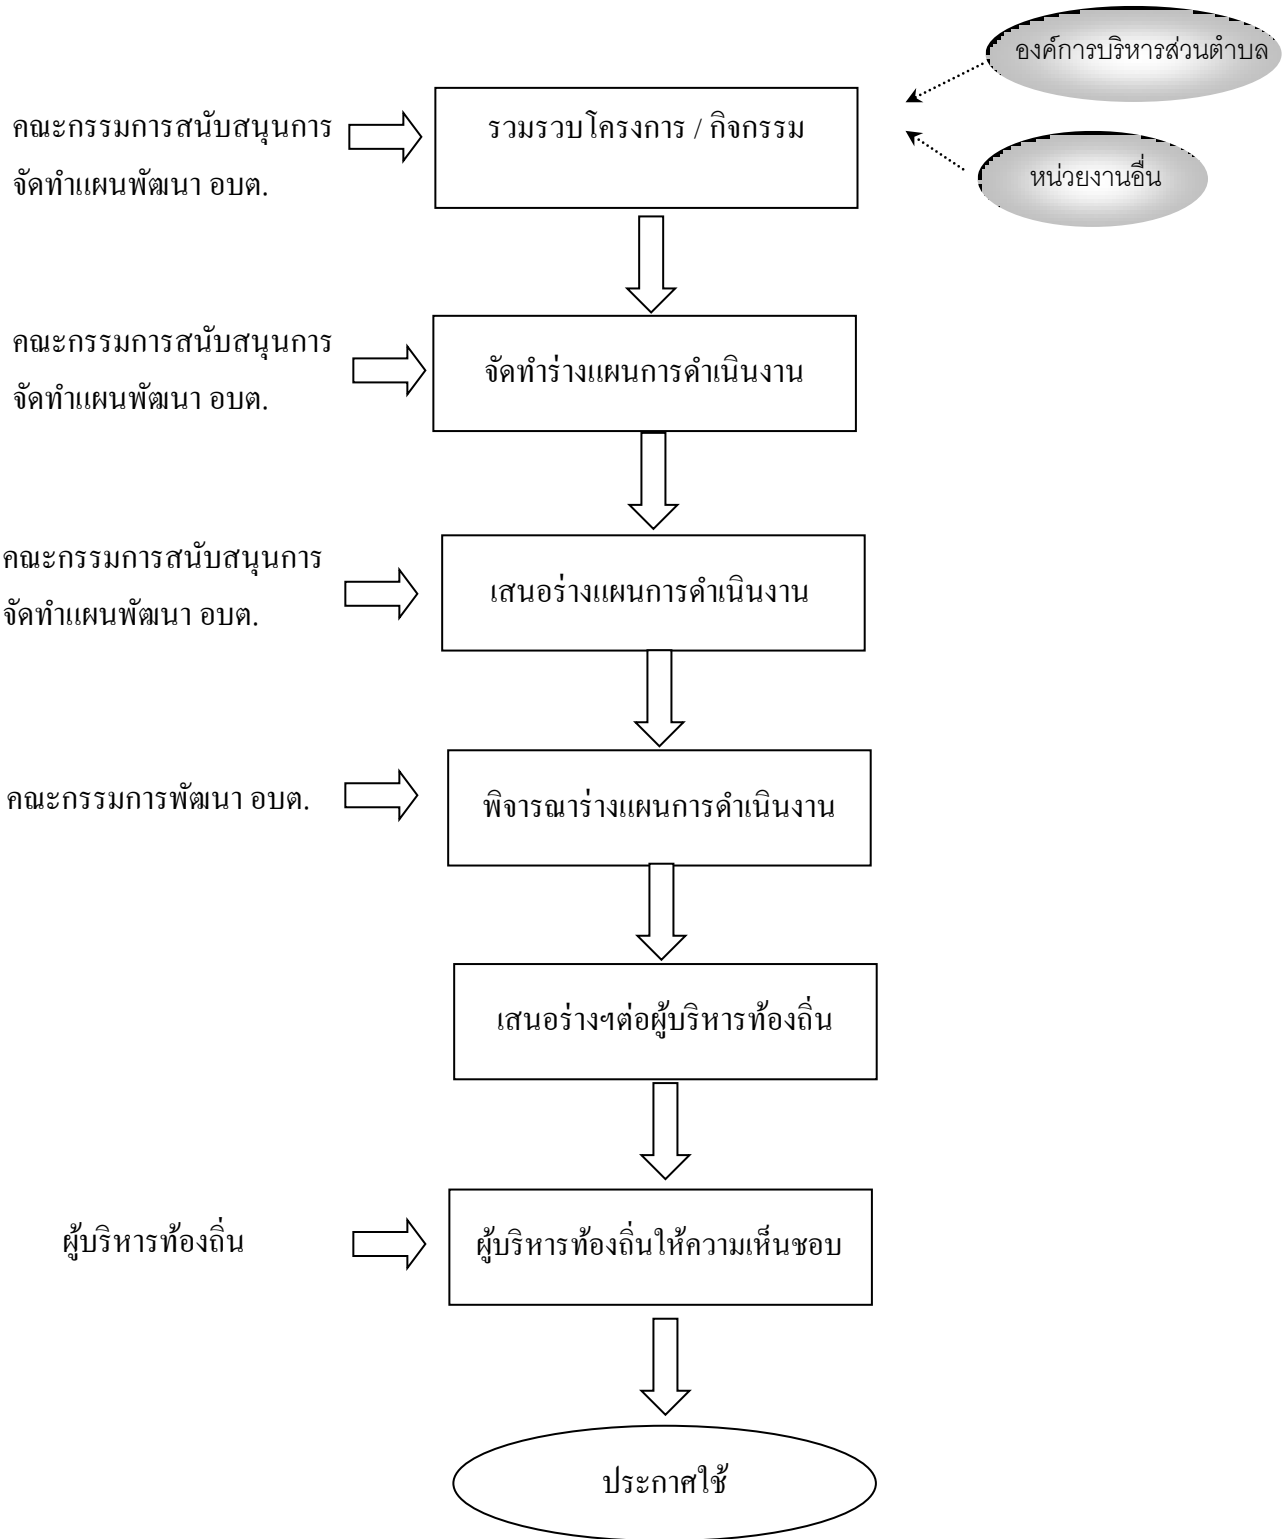 องค์การบริหารส่วนตำบล
คณะกรรมการสนับสนุนการ
จัดทำแผนพัฒนา อบต.
รวมรวบโครงการ / กิจกรรม
หน่วยงานอื่น
คณะกรรมการสนับสนุนการ
จัดทำแผนพัฒนา อบต.
จัดทำร่างแผนการดำเนินงาน
คณะกรรมการสนับสนุนการ
จัดทำแผนพัฒนา อบต.
เสนอร่างแผนการดำเนินงาน
คณะกรรมการพัฒนา อบต.
พิจารณาร่างแผนการดำเนินงาน
เสนอร่างฯต่อผู้บริหารท้องถิ่น
ผู้บริหารท้องถิ่น
ผู้บริหารท้องถิ่นให้ความเห็นชอบ
ประกาศใช้